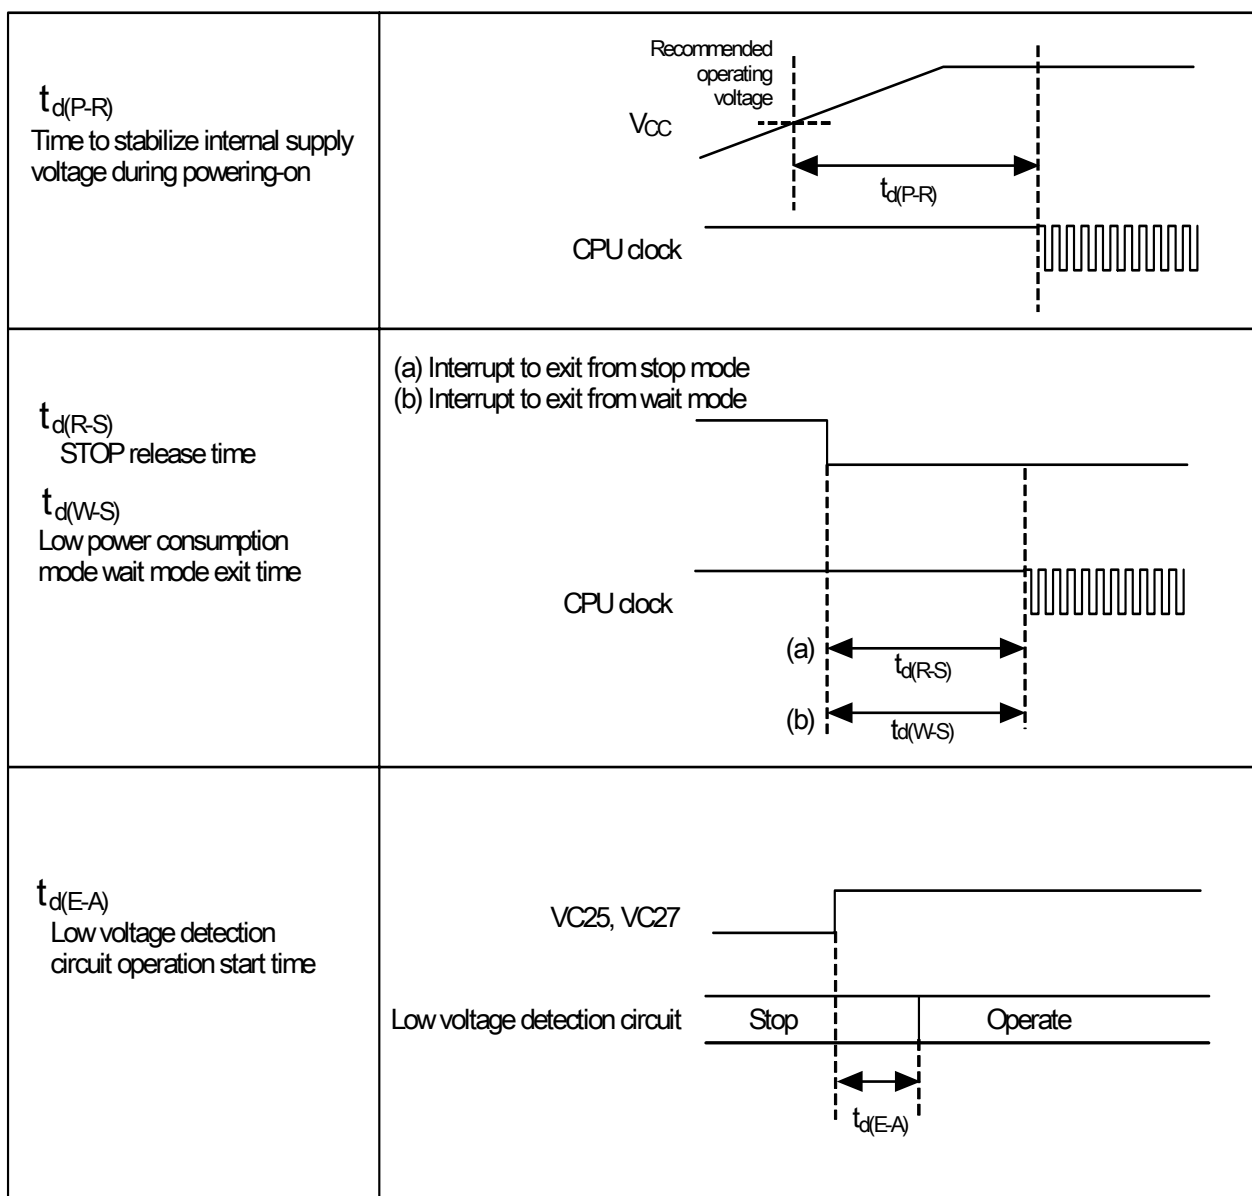 td(P-R)
Time to stabilize internal supply
voltage during powering-on
Recommended
operating
voltage
VCC
td(P-R)
CPU clock
td(R-S)
STOP release time
td(W-S)
Low power consumption
mode wait mode exit time
(a) Interrupt to exit from stop mode
(b) Interrupt to exit from wait mode
CPU clock
(a)
td(R-S)
(b)
td(W-S)
td(E-A)
Low voltage detection
circuit operation start time
VC25, VC27
Low voltage detection circuit
Stop
Operate
td(E-A)